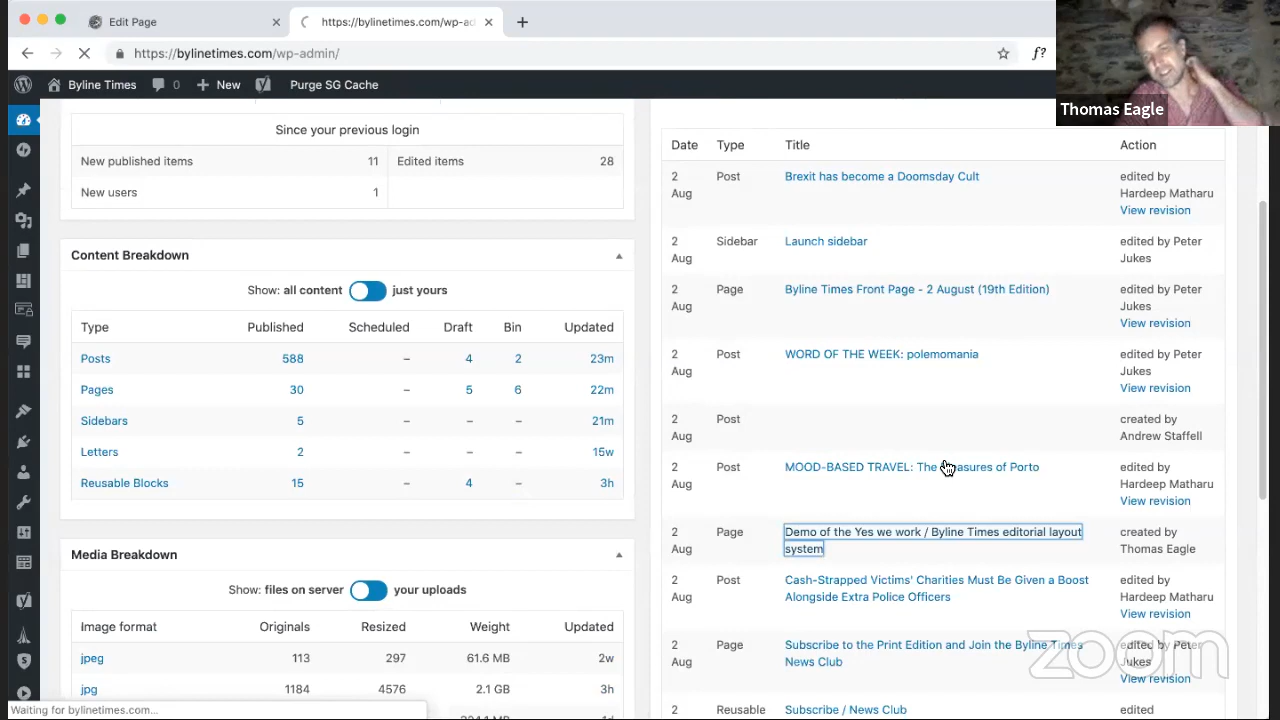 Edit Page
https://bylinetimes.com/wp-ad
https://bylinetimes.com/wp-admin/
f?
Byline Times
0
New
Purge SG Cache
Thomas Eagle
Since your previous login
New published items 11 Edited items 28
New users 1
Content Breakdown
Show: all content just yours
Type Published Scheduled Draft Bin Updated
Posts 588 – 4 2 23m
Pages 30 – 5 6 22m
Sidebars 5 – – – 21m
Letters 2 – – – 15w
Reusable Blocks 15 – 4 – 3h
Media Breakdown
Show: files on server your uploads
Image format Originals Resized Weight Updated
jpeg 113 297 61.6 MB 2w
jpg 1184 4576 2.1 GB 3h
Waiting for bylinetimes.com...
Date Type Title Action
2 Post Brexit has become a Doomsday Cult edited by
Aug Hardeep Matharu
View revision
2 Sidebar Launch sidebar edited by Peter
Aug Jukes
2 Page Byline Times Front Page - 2 August (19th Edition) edited by Peter
Aug Jukes
View revision
2 Post WORD OF THE WEEK: polemomania edited by Peter
Aug Jukes
View revision
2 Post created by
Aug Andrew Staffell
2 Post MOOD-BASED TRAVEL: The of Porto edited by
Aug Hardeep Matharu
View revision
2 Page Demo of the Yes we work / Byline Times editorial layout created by
Aug system Thomas Eagle
2 Post Cash-Strapped Victims' Charities Must Be Given a Boost edited by
Aug Alongside Extra Police Officers Hardeep Matharu
View revision
2 Page Subscribe to the Print Edition and Join the Byline Times edited by Peter
Aug News Club Jukes
View revision
zoom
2 Reusable Subscribe / News Club edited